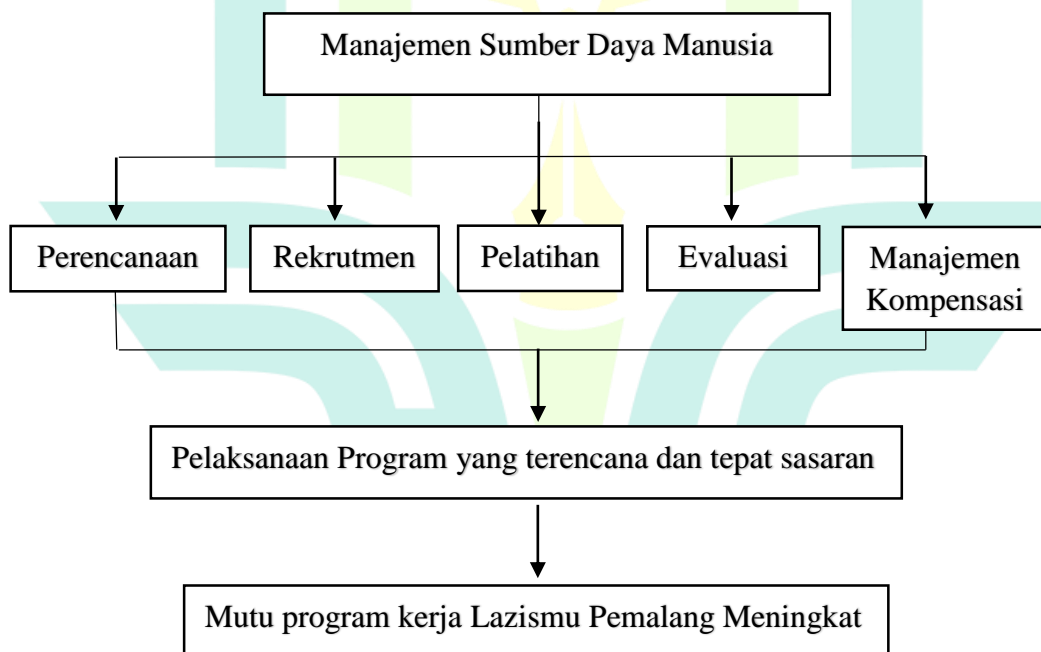 Manajemen Sumber Daya Manusia
Perencanaan
Rekrutmen
Pelatihan
Evaluasi
Manajemen
Kompensasi
Pelaksanaan Program yang terencana dan tepat sasaran
Mutu program kerja Lazismu Pemalang Meningkat